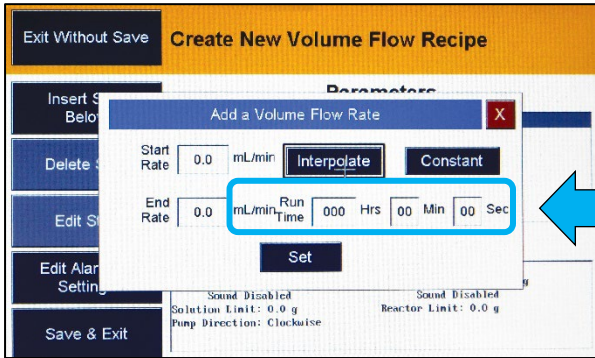 Exit Without Save
Create New Volume Flow Recipe
Parameters
Insert S
Belo
Add a Volume Flow Rate
X
Start Rate 0.0 mL/min Interpolate Constant
Delete
End Rate 0.0 mL/min Run Time 000 Hrs 00 Min 00 Sec
Edit St
Set
Edit Alar
Settin
Sound Disabled Sound Disabled
Solution Limit: 0.0 g Reactor Limit: 0.0 g
Pump Direction: Clockwise
Save & Exit